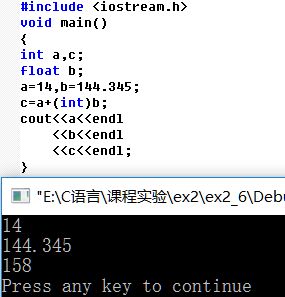 #include <iostream.h>
void main()
{
int a,c;
float b;
a=14,b=144.345;
c=a+(int)b;
cout<<a<<endl
<<b<<endl
<<c<<endl;
}
"E:\C语言\课程实验\ex2\ex2_6\Debu
14
144.345
158
Press any key to continue